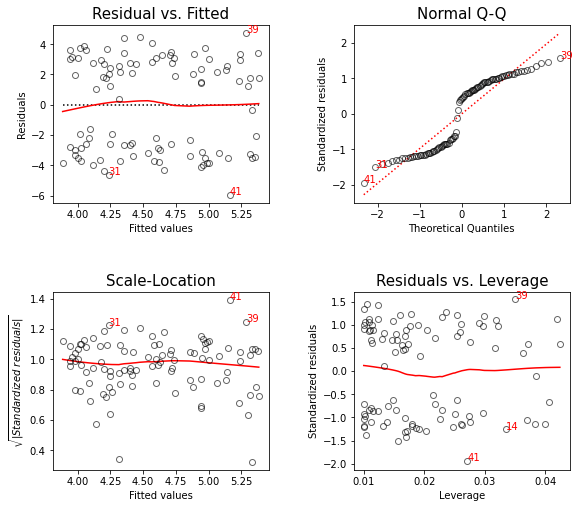 Residual vs. Fitted
39
4
2
0
−2
−4
−6
Residuals
31
41
4.00 4.25 4.50 4.75 5.00 5.25
Fitted values
Normal Q-Q
39
2
1
0
−1
−2
Standardized residuals
31
41
−2 −1 0 1 2
Theoretical Quantiles
Scale-Location
41
39
31
1.4
1.2
1.0
0.8
0.6
0.4
√|Standardized residuals|
4.00 4.25 4.50 4.75 5.00 5.25
Fitted values
Residuals vs. Leverage
39
1.5
1.0
0.5
0.0
−0.5
−1.0
−1.5
−2.0
Standardized residuals
14
41
0.01 0.02 0.03 0.04
Leverage